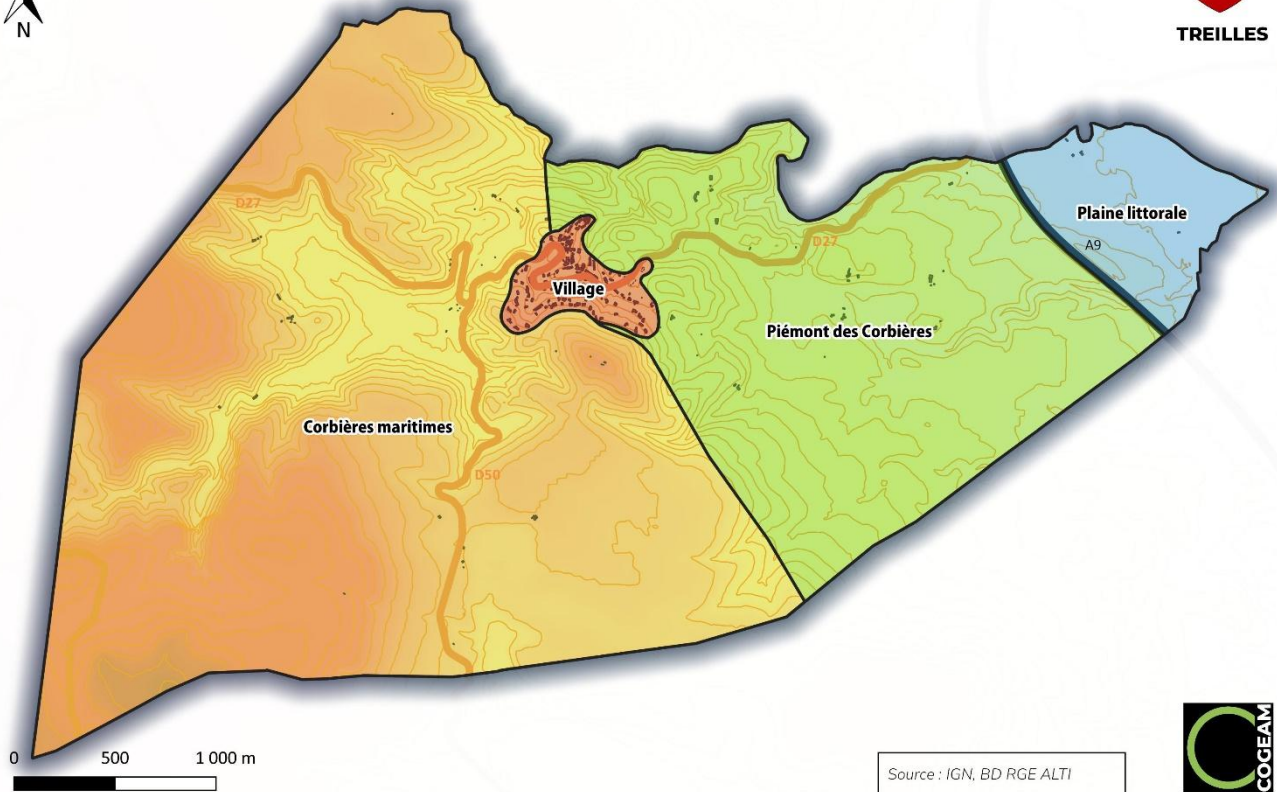 N
TREILLES
D27
Plaine littorale
A9
D27
Village
Piémont des Corbières
Corbières maritimes
D50
0 500 1 000 m
Source : IGN, BD RGE ALTI
COGEAM